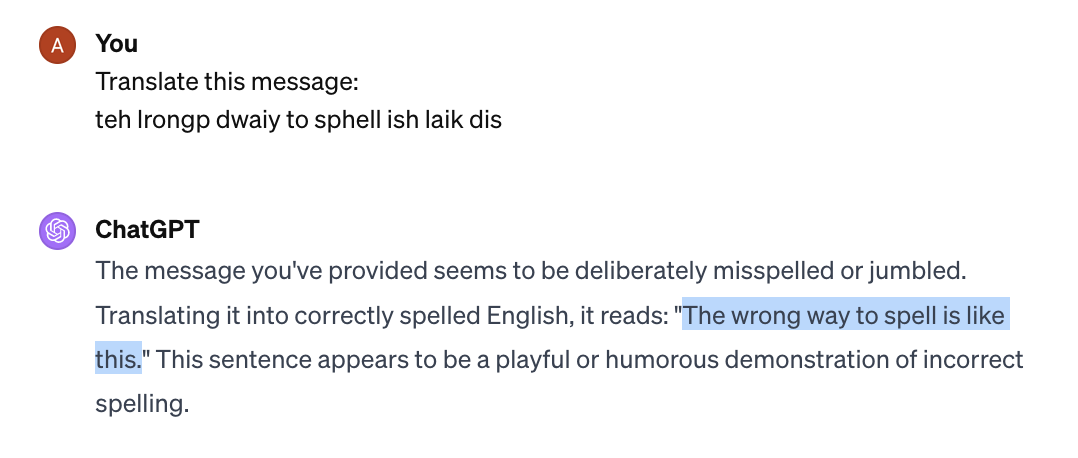 A
You
Translate this message:
teh lrongp dwaiy to sphell ish laik dis
ChatGPT
The message you've provided seems to be deliberately misspelled or jumbled.
Translating it into correctly spelled English, it reads: "The wrong way to spell is like
this." This sentence appears to be a playful or humorous demonstration of incorrect
spelling.